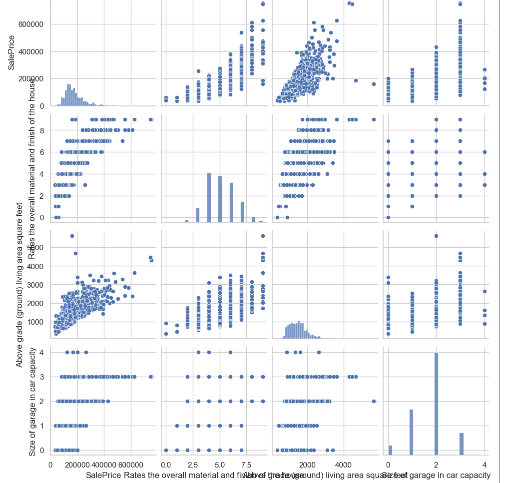 SalePrice
600000
400000
200000
0
Rates the overall material and finish of the house
8
6
4
2
0
Above grade (ground) living area square feet
5000
4000
3000
2000
1000
Size of garage in car capacity
4
3
2
1
0
0 200000 400000 600000
SalePrice
0.0 2.5 5.0 7.5
Rates the overall material and finish of the house
2000 4000
Above grade (ground) living area square feet
0 2 4
Size of garage in car capacity